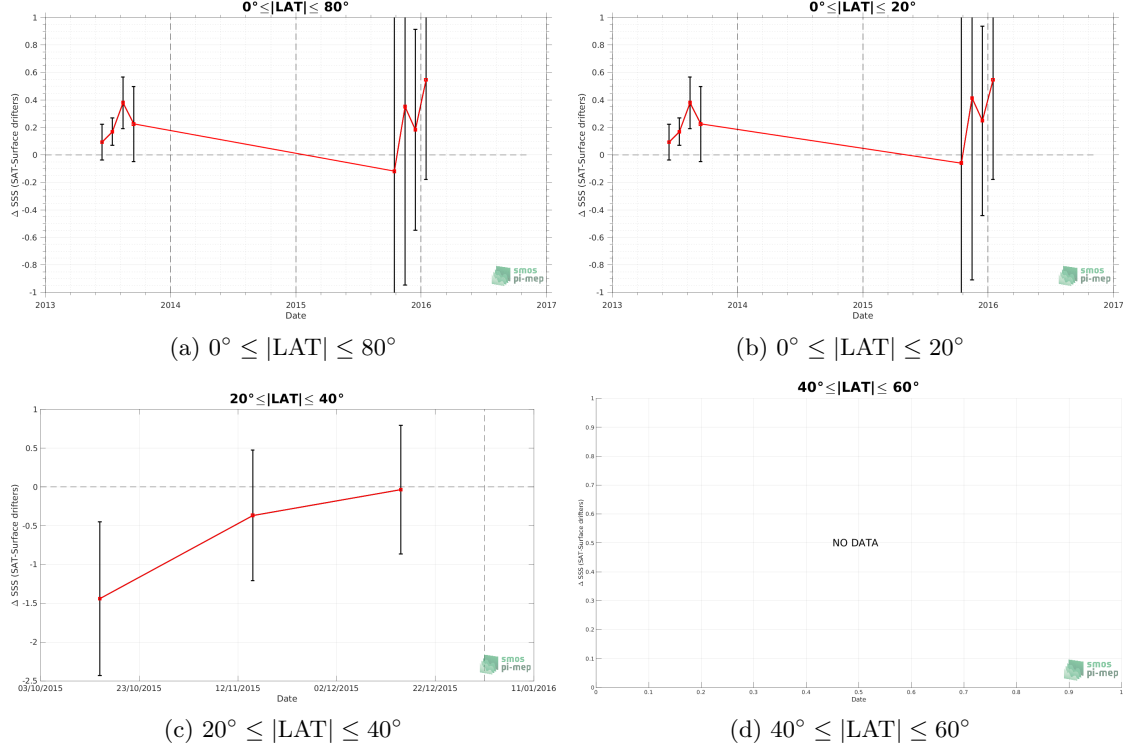 0°≤|LAT|≤ 80°
1
0.8
0.6
0.4
0.2
0
-0.2
-0.4
-0.6
-0.8
-1
Δ SSS (SAT-Surface drifters)
2013
2014
2015
2016
2017
Date
smos
pi-mep
(a) 0° ≤ |LAT| ≤ 80°
0°≤|LAT|≤ 20°
1
0.8
0.6
0.4
0.2
0
-0.2
-0.4
-0.6
-0.8
-1
Δ SSS (SAT-Surface drifters)
2013
2014
2015
2016
2017
Date
smos
pi-mep
(b) 0° ≤ |LAT| ≤ 20°
20°≤|LAT|≤ 40°
1
0.5
0
-0.5
-1
-1.5
-2
-2.5
Δ SSS (SAT-Surface drifters)
03/10/2015
23/10/2015
12/11/2015
02/12/2015
22/12/2015
11/01/2016
Date
smos
pi-mep
(c) 20° ≤ |LAT| ≤ 40°
40°≤|LAT|≤ 60°
1
0.9
0.8
0.7
0.6
0.5
0.4
0.3
0.2
0.1
0
Δ SSS (SAT-Surface drifters)
NO DATA
0
0.1
0.2
0.3
0.4
0.5
0.6
0.7
0.8
0.9
1
Date
smos
pi-mep
(d) 40° ≤ |LAT| ≤ 60°